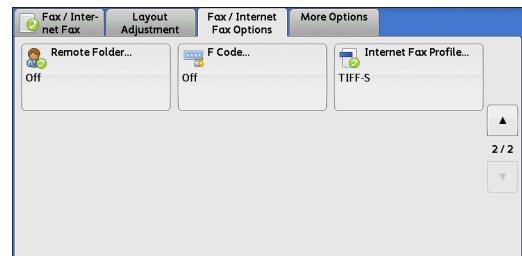 Fax / Inter-
net Fax
Layout
Adjustment
Fax / Internet
Fax Options
More Options
Remote Folder...
Off
F Code...
Off
Internet Fax Profile...
TIFF-S
2 / 2